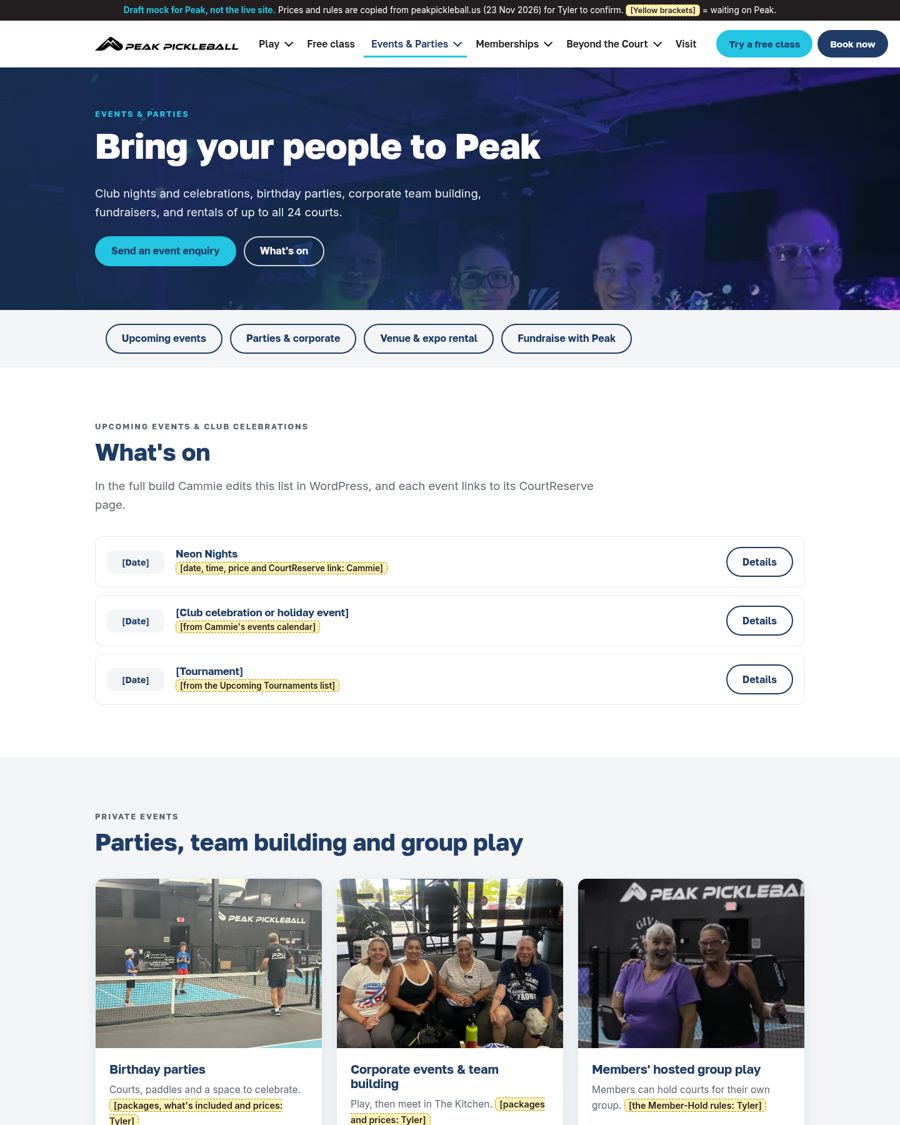 Draft mock for Peak, not the live site. Prices and rules are copied from peakpickleball.us (23 Nov 2026) for Tyler to confirm. [Yellow brackets] = waiting on Peak.
PEAK PICKLEBALL Play Free class Events & Parties Memberships Beyond the Court Visit Try a free class Book now
EVENTS & PARTIES
Bring your people to Peak
Club nights and celebrations, birthday parties, corporate team building,
fundraisers, and rentals of up to all 24 courts.
Send an event enquiry What's on
Upcoming events Parties & corporate Venue & expo rental Fundraise with Peak
UPCOMING EVENTS & CLUB CELEBRATIONS
What's on
In the full build Cammie edits this list in WordPress, and each event links to its CourtReserve
page.
[Date] Neon Nights Details
[date, time, price and CourtReserve link: Cammie]
[Date] [Club celebration or holiday event] Details
[from Cammie's events calendar]
[Date] [Tournament] Details
[from the Upcoming Tournaments list]
PRIVATE EVENTS
Parties, team building and group play
PEAK PICKLEBALL
PEAK PICKLEBAL
Birthday parties
Courts, paddles and a space to celebrate.
[packages, what's included and prices:
Tyler]
Corporate events & team
building
Play, then meet in The Kitchen. [packages
and prices: Tyler]
Members' hosted group play
Members can hold courts for their own
group. [the Member-Hold rules: Tyler]